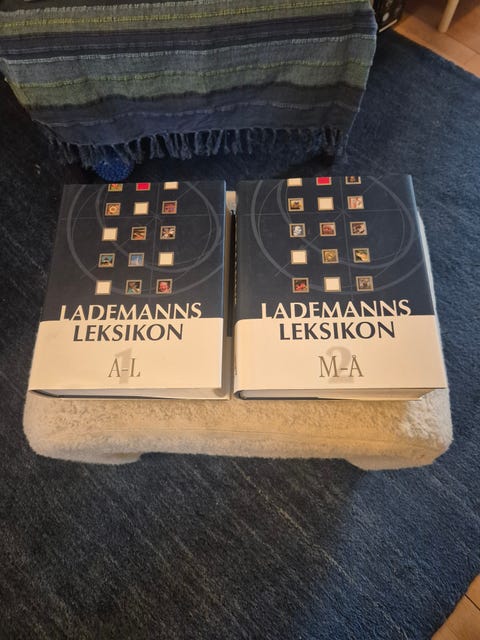 LADEMANNS
LEKSIKON
1
A-L
LADEMANNS
LEKSIKON
2
M-Å